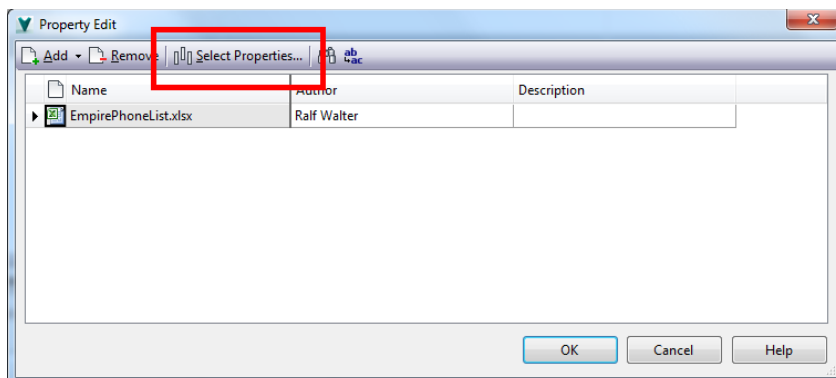 Property Edit
Add Remove Select Properties... ab ac
Name Author Description
EmpirePhoneList.xlsx Ralf Walter
OK Cancel Help